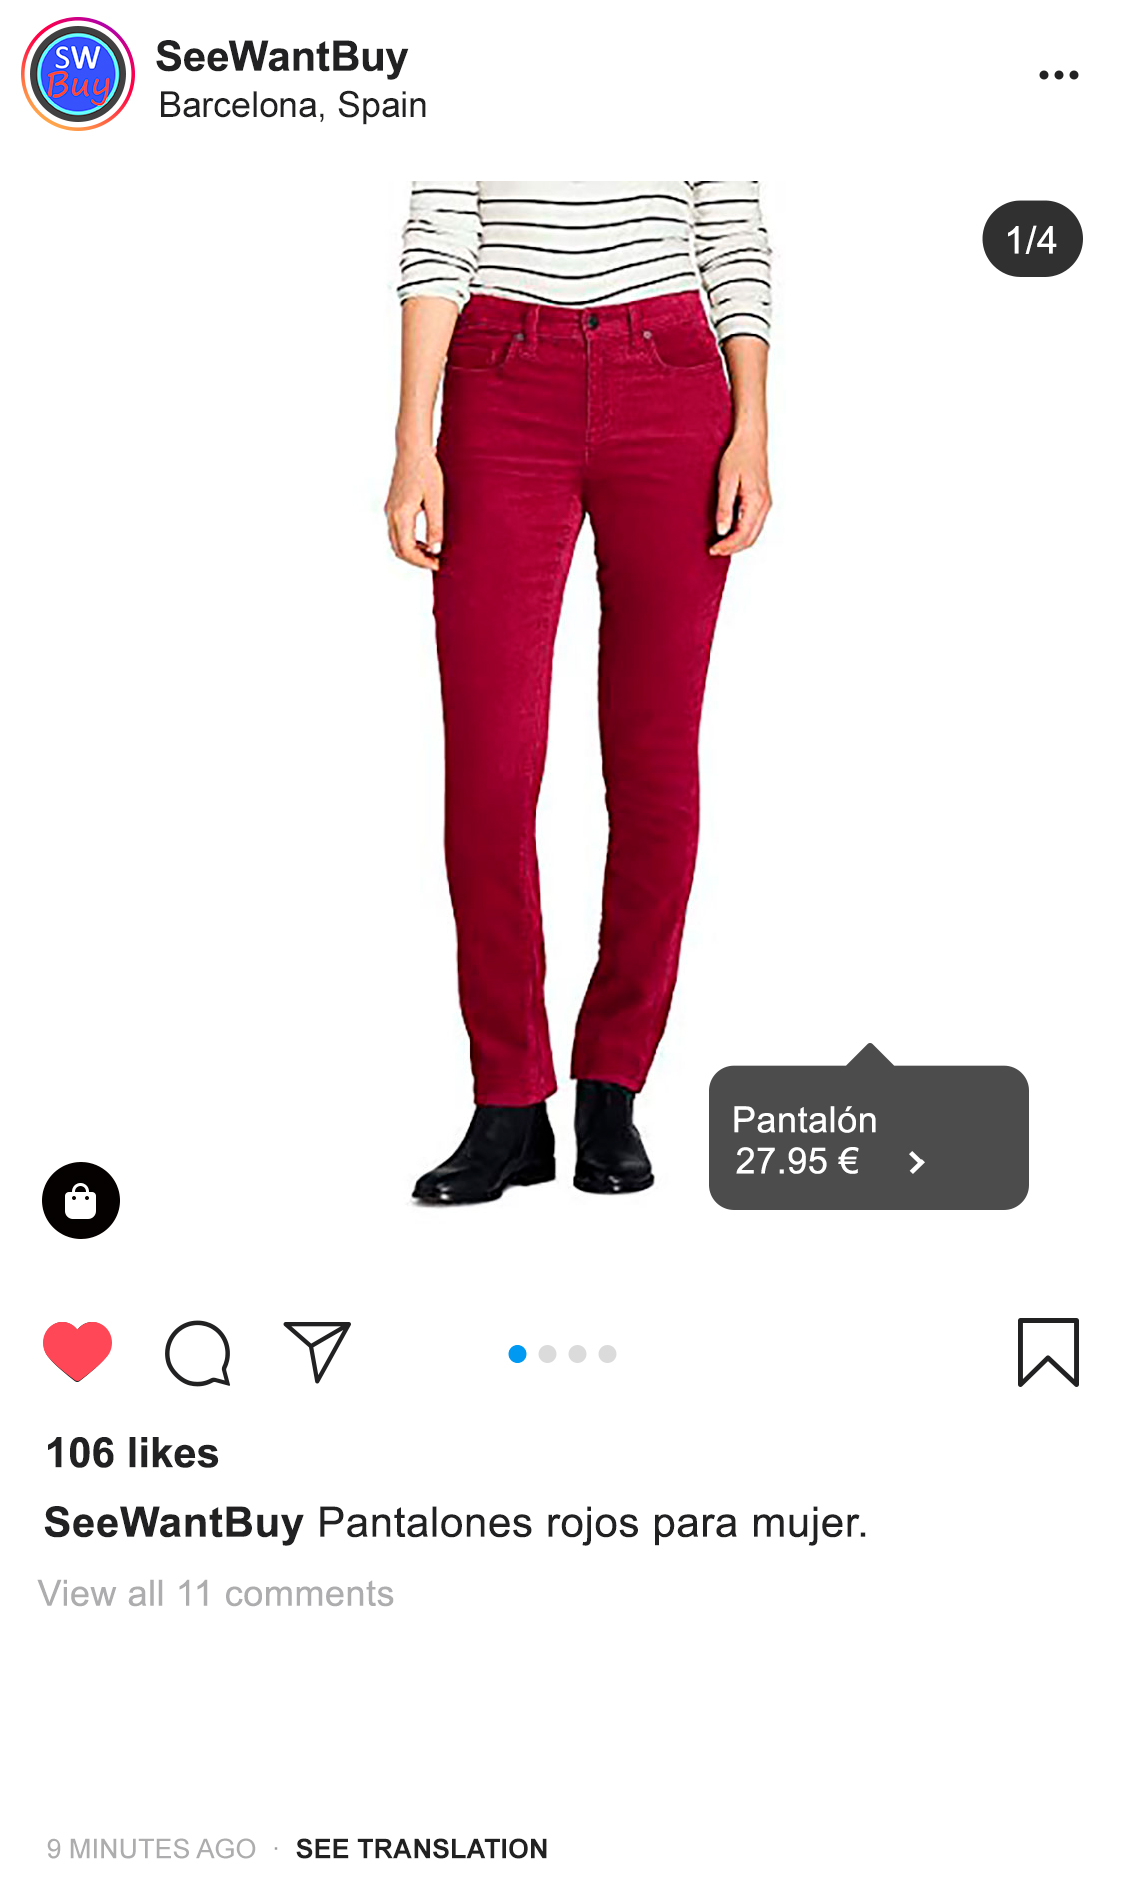 SW
Buy
SeeWantBuy
Barcelona, Spain
1/4
Pantalón
27.95 €
106 likes
SeeWantBuy Pantalones rojos para mujer.
View all 11 comments
9 MINUTES AGO · SEE TRANSLATION